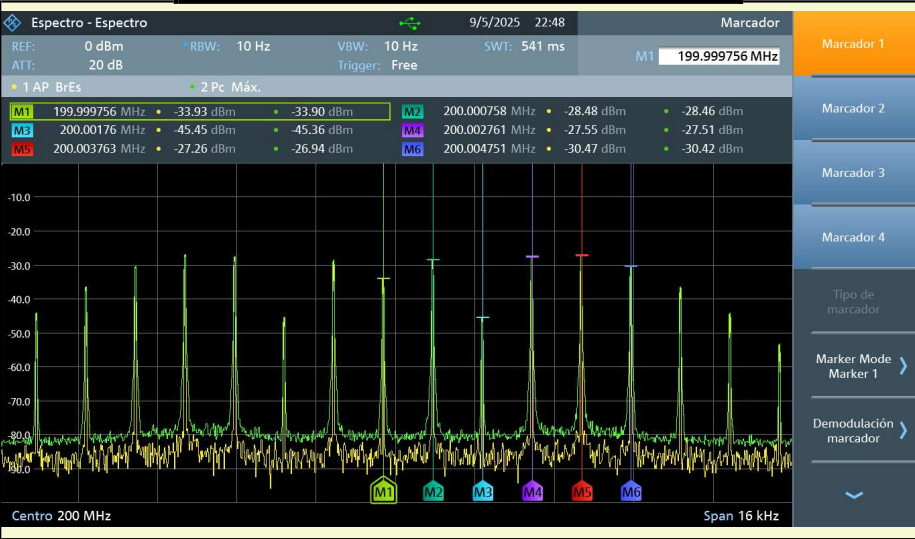 Espectro - Espectro 9/5/2025 22:48 Marcador
REF: 0 dBm RBW: 10 Hz VBW: 10 Hz SWT: 541 ms
ATT: 20 dB Trigger: Free M1 199.999756 MHz
1 AP BrEs 2 Pc Máx.
M1 199.999756 MHz -33.93 dBm -33.90 dBm M2 200.000758 MHz -28.48 dBm -28.46 dBm
M3 200.00176 MHz -45.45 dBm -45.36 dBm M4 200.002761 MHz -27.55 dBm -27.51 dBm
M5 200.003763 MHz -27.26 dBm -26.94 dBm M6 200.004751 MHz -30.47 dBm -30.42 dBm
-10.0
-20.0
-30.0
-40.0
-50.0
-60.0
-70.0
-80.0
-90.0
M1 M2 M3 M4 M5 M6
Centro 200 MHz Span 16 kHz
Marcador 1
Marcador 2
Marcador 3
Marcador 4
Tipo de
marcador
Marker Mode
Marker 1
Demodulación
marcador